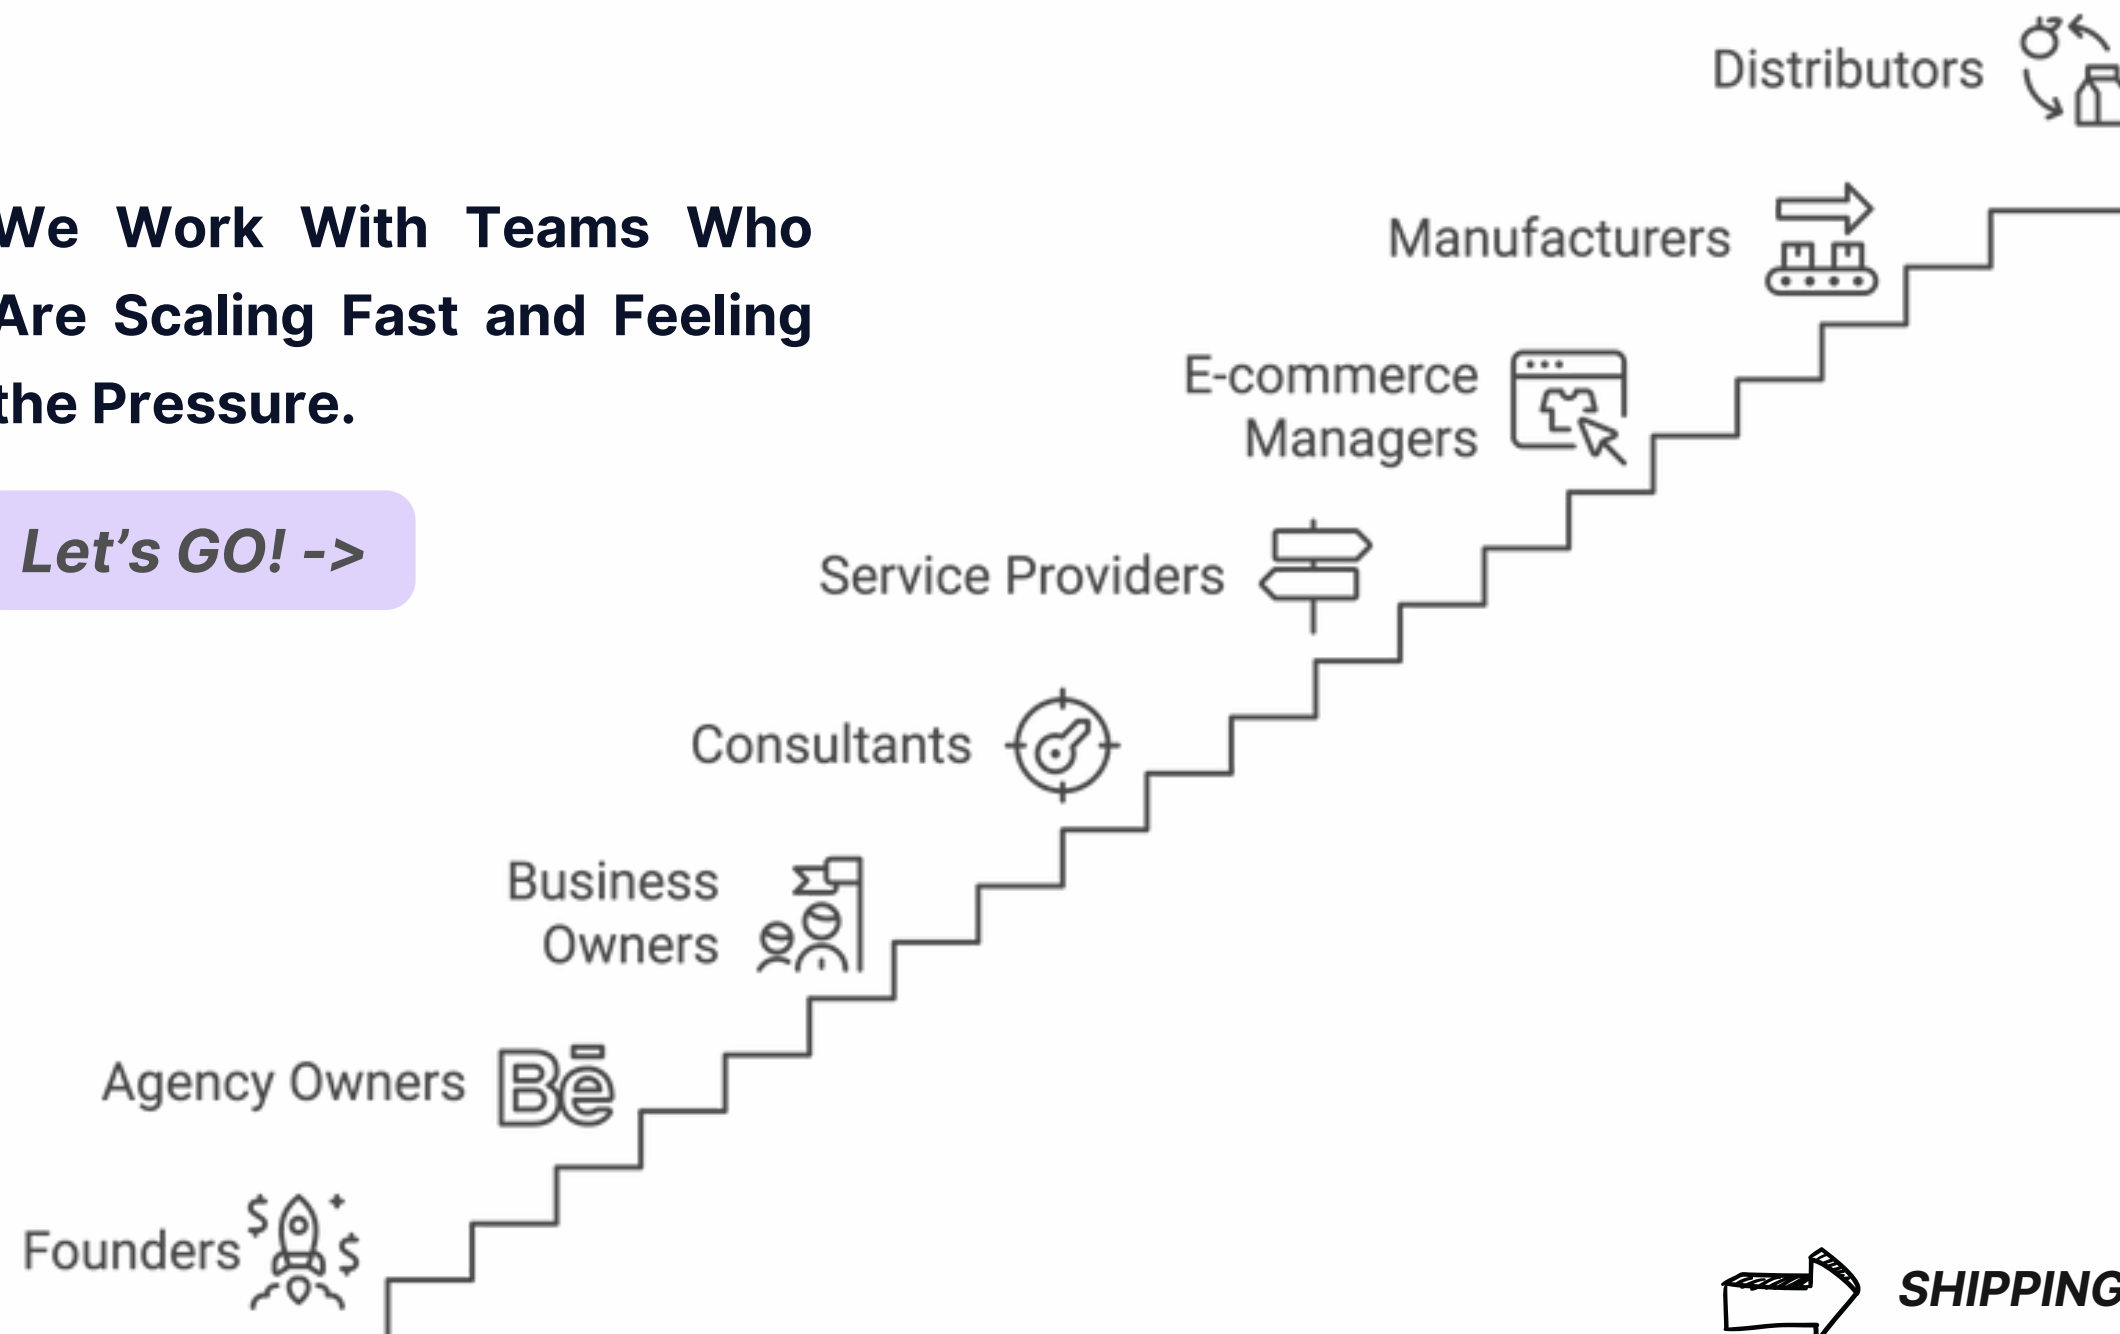 Distributors
We Work With Teams Who
Are Scaling Fast and Feeling
the Pressure.
Manufacturers
E-commerce
Managers
Let's GO! ->
Service Providers
Consultants
Business
Owners
Agency Owners
Bē
Founders
$
$
SHIPPING